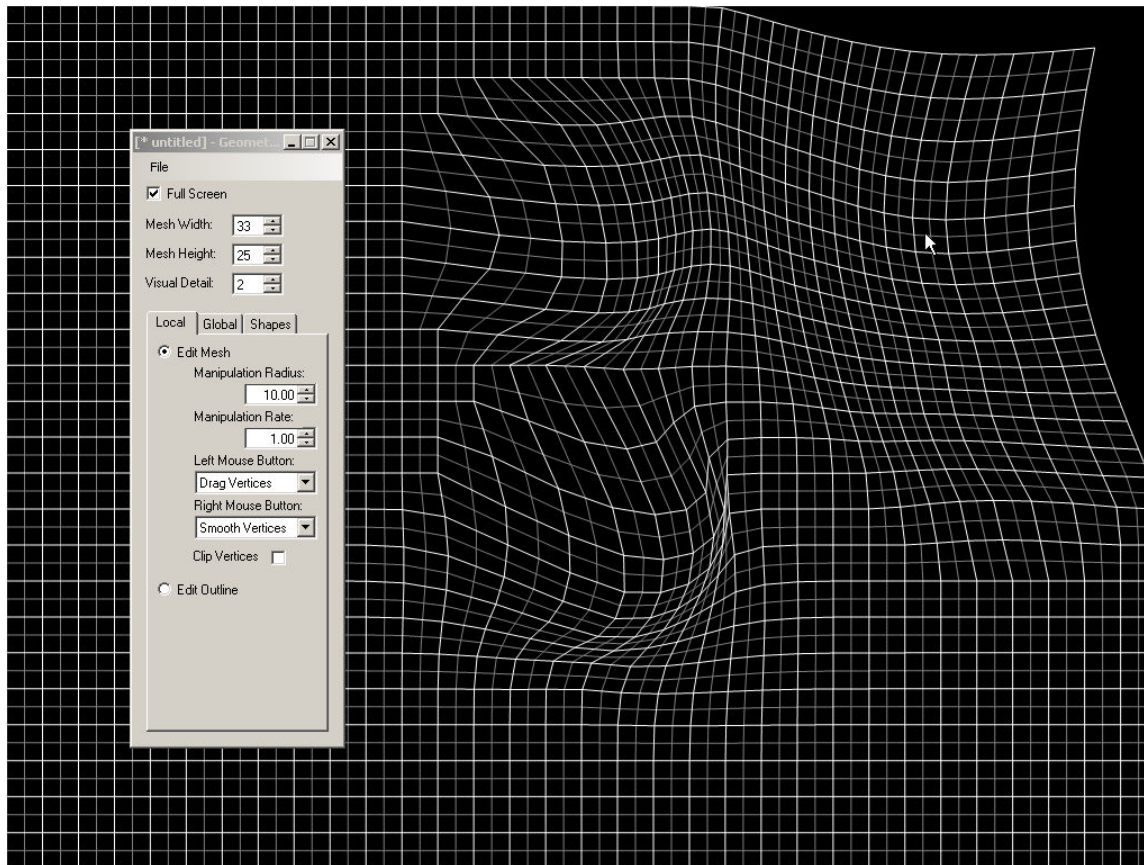 [* untitled] - Geomet...
File
Full Screen
Mesh Width: 33
Mesh Height: 25
Visual Detail: 2
Local Global Shapes
Edit Mesh
Manipulation Radius:
10.00
Manipulation Rate:
1.00
Left Mouse Button:
Drag Vertices
Right Mouse Button:
Smooth Vertices
Clip Vertices
Edit Outline